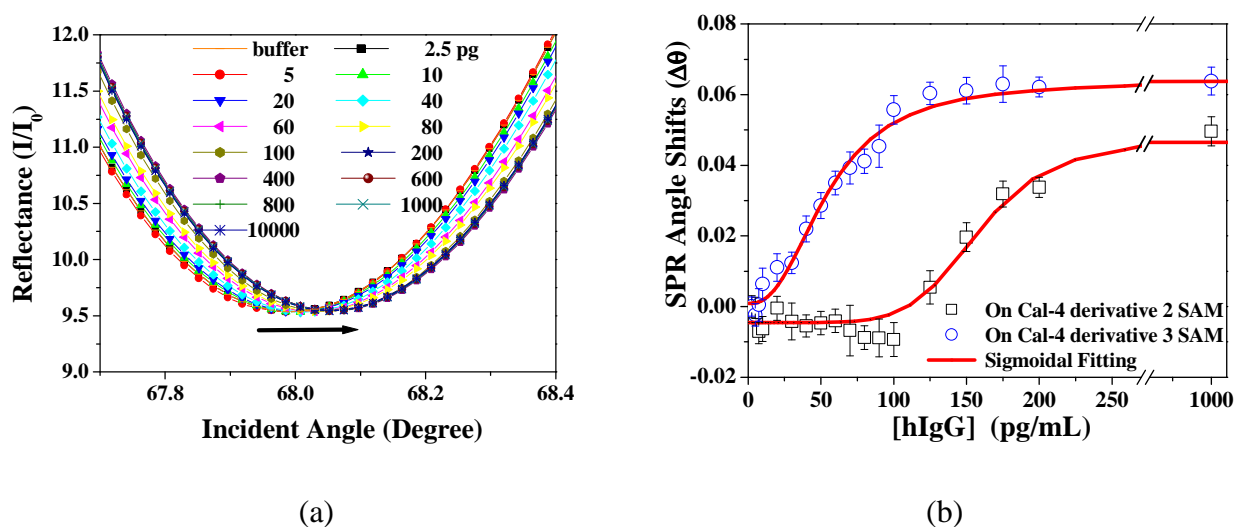 12.0
11.5
11.0
10.5
10.0
9.5
9.0
Reflectance (I/I0)
buffer 2.5 pg
5 10
20 40
60 80
100 200
400 600
800 1000
10000
67.8 68.0 68.2 68.4
Incident Angle (Degree)
(a)
0.08
0.06
0.04
0.02
0.00
-0.02
SPR Angle Shifts (Δθ)
On Cal-4 derivative 2 SAM
On Cal-4 derivative 3 SAM
Sigmoidal Fitting
0 50 100 150 200 250 1000
[hIgG] (pg/mL)
(b)